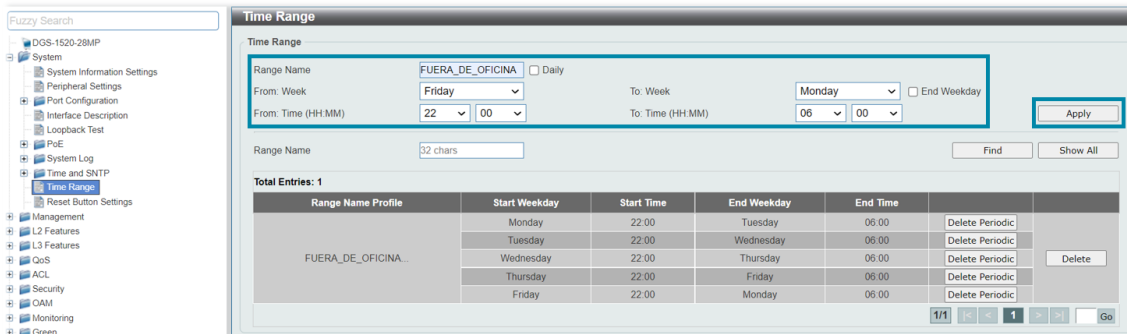 Fuzzy Search
DGS-1520-28MP
System
System Information Settings
Peripheral Settings
Port Configuration
Interface Description
Loopback Test
PoE
System Log
Time and SNTP
Time Range
Reset Button Settings
Management
L2 Features
L3 Features
QoS
ACL
Security
OAM
Monitoring
Green
Time Range
Time Range
Range Name FUERA_DE_OFICINA Daily
From: Week Friday To: Week Monday End Weekday
From: Time (HH:MM) 22 00 To: Time (HH:MM) 06 00 Apply
Range Name 32 chars Find Show All
Total Entries: 1
Range Name Profile Start Weekday Start Time End Weekday End Time
Monday 22:00 Tuesday 06:00 Delete Periodic
Tuesday 22:00 Wednesday 06:00 Delete Periodic
FUERA_DE_OFICINA... Wednesday 22:00 Thursday 06:00 Delete Periodic Delete
Thursday 22:00 Friday 06:00 Delete Periodic
Friday 22:00 Monday 06:00 Delete Periodic
1/1 |< < 1 > >| Go